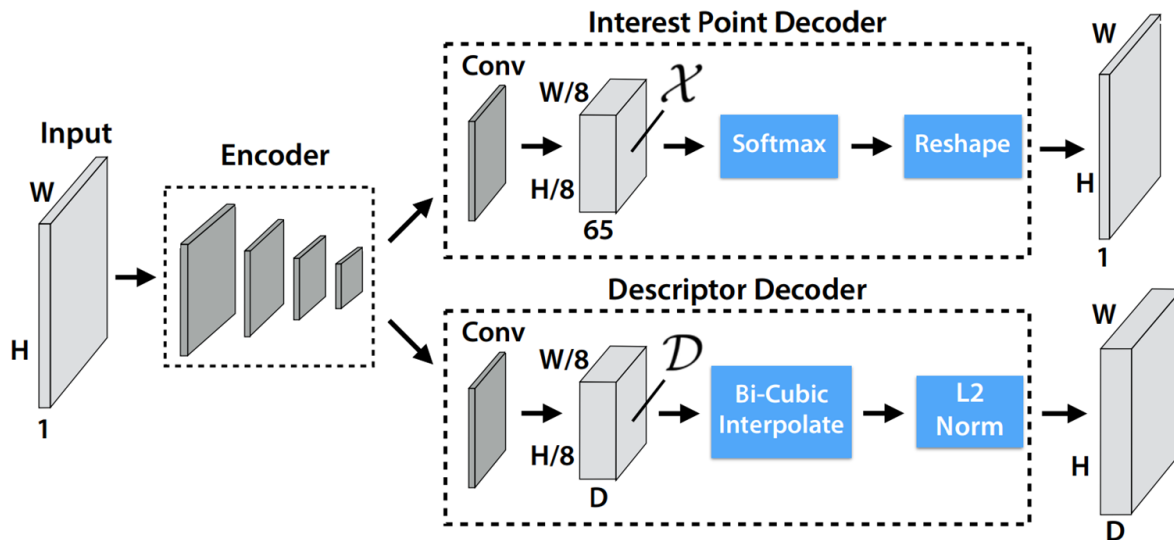 Input
W
H
1
Encoder
Interest Point Decoder
Conv
W/8
H/8
65
𝒳
Softmax
Reshape
W
H
1
Descriptor Decoder
Conv
W/8
H/8
D
𝒟
Bi-Cubic
Interpolate
L2
Norm
W
H
D